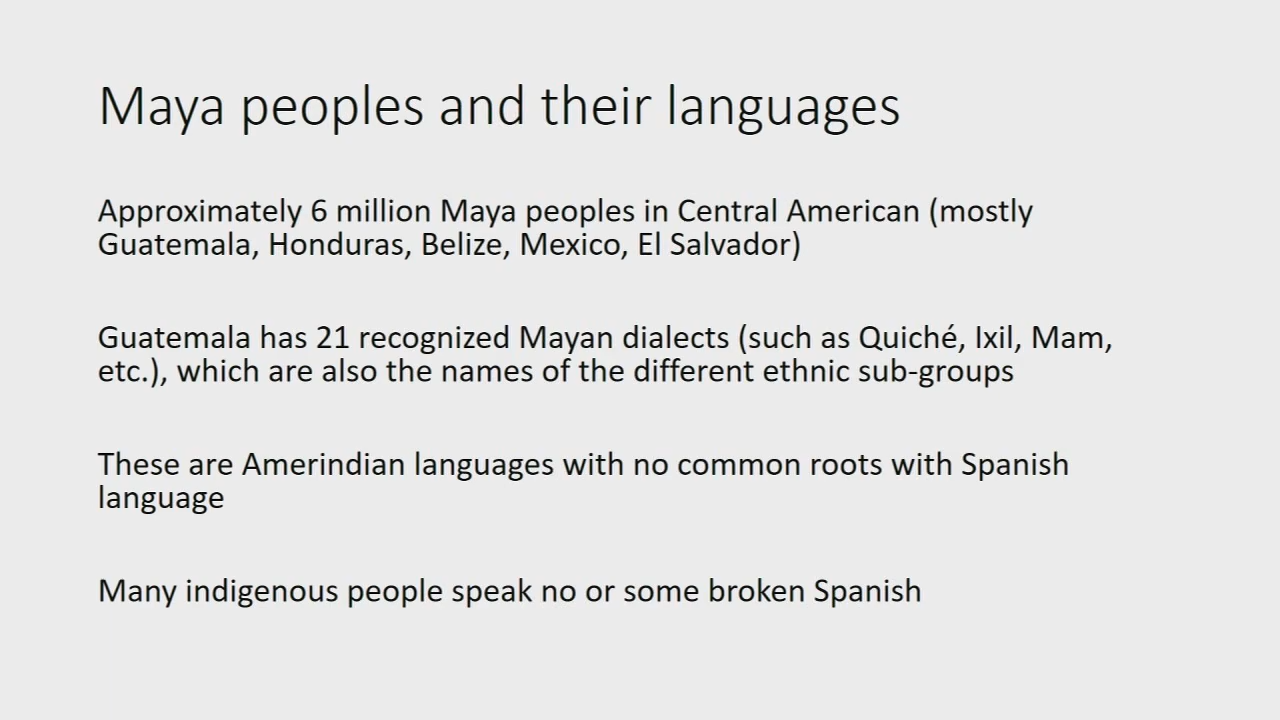 Maya peoples and their languages
Approximately 6 million Maya peoples in Central American (mostly
Guatemala, Honduras, Belize, Mexico, El Salvador)
Guatemala has 21 recognized Mayan dialects (such as Quiché, Ixil, Mam,
etc.), which are also the names of the different ethnic sub-groups
These are Amerindian languages with no common roots with Spanish
language
Many indigenous people speak no or some broken Spanish